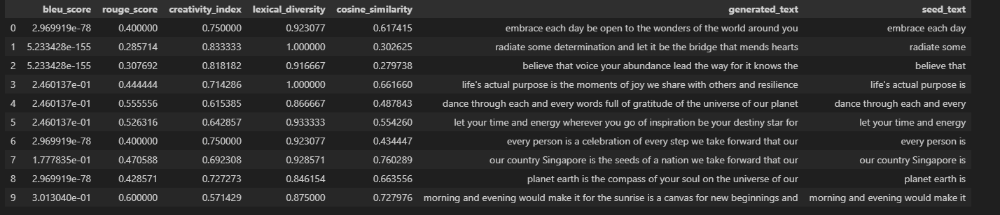 bleu_score rouge_score creativity_index lexical_diversity cosine_similarity generated_text seed_text
0 2.969919e-78 0.400000 0.750000 0.923077 0.617415 embrace each day be open to the wonders of the world around you embrace each day
1 5.233428e-155 0.285714 0.833333 1.000000 0.302625 radiate some determination and let it be the bridge that mends hearts radiate some
2 5.233428e-155 0.307692 0.818182 0.916667 0.279738 believe that voice your abundance lead the way for it knows the believe that
3 2.460137e-01 0.444444 0.714286 1.000000 0.661660 life's actual purpose is the moments of joy we share with others and resilience life's actual purpose is
4 2.460137e-01 0.555556 0.615385 0.866667 0.487843 dance through each and every words full of gratitude of the universe of our planet dance through each and every
5 2.460137e-01 0.526316 0.642857 0.933333 0.554260 let your time and energy wherever you go of inspiration be your destiny star for let your time and energy
6 2.969919e-78 0.400000 0.750000 0.923077 0.434447 every person is a celebration of every step we take forward that our every person is
7 1.777835e-01 0.470588 0.692308 0.928571 0.760289 our country Singapore is the seeds of a nation we take forward that our our country Singapore is
8 2.969919e-78 0.428571 0.727273 0.846154 0.663556 planet earth is the compass of your soul on the universe of our planet earth is
9 3.013040e-01 0.600000 0.571429 0.875000 0.727976 morning and evening would make it for the sunrise is a canvas for new beginnings and morning and evening would make it